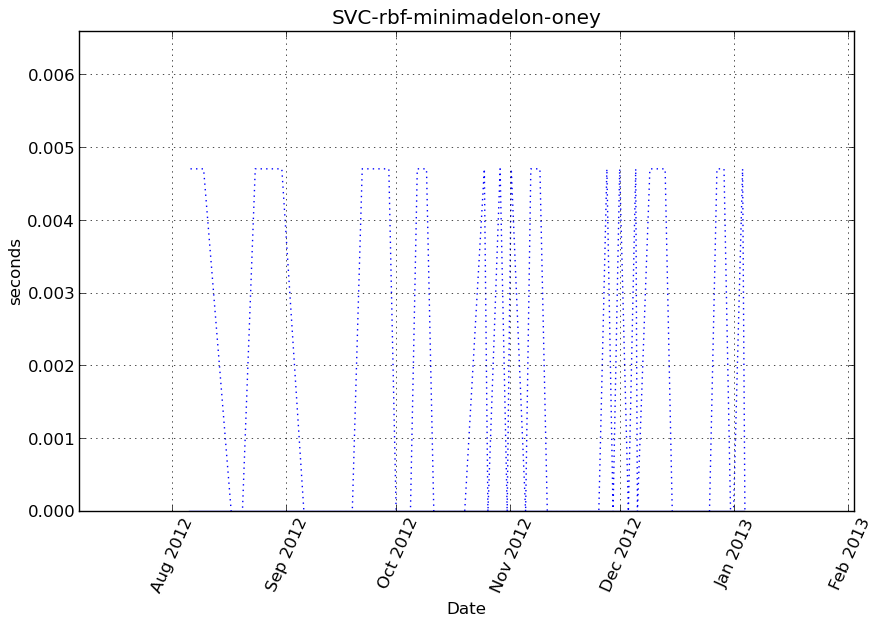 SVC-rbf-minimadelon-oney
0.006
0.005
0.004
0.003
0.002
0.001
0.000
seconds
Aug 2012
Sep 2012
Oct 2012
Nov 2012
Dec 2012
Jan 2013
Feb 2013
Date